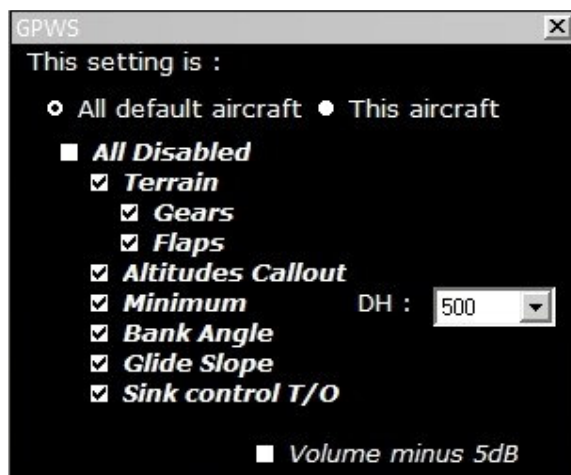 GPWS
This setting is :
All default aircraft This aircraft
All Disabled
Terrain
Gears
Flaps
Altitudes Callout
Minimum DH : 500
Bank Angle
Glide Slope
Sink control T/O
Volume minus 5dB